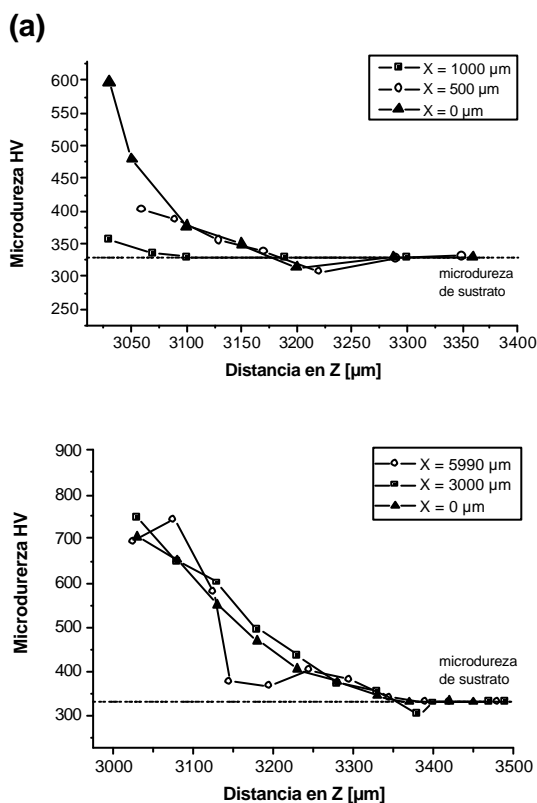 (a)
600
550
500
450
400
350
300
250
Microdureza HV
X = 1000 µm
X = 500 µm
X = 0 µm
microdureza
de sustrato
3050 3100 3150 3200 3250 3300 3350 3400
Distancia en Z [µm]
900
800
700
600
500
400
300
Microdurerza HV
X = 5990 µm
X = 3000 µm
X = 0 µm
microdureza
de sustrato
3000 3100 3200 3300 3400 3500
Distancia en Z [µm]